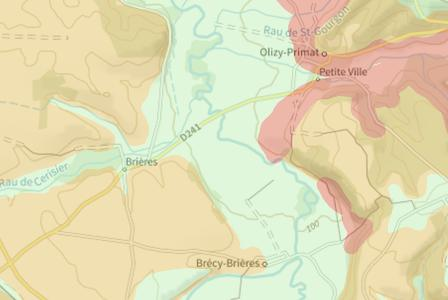 Rau de St-Gourgon
Olizy-Primat
Petite Ville
D241
Brières
Rau de Cerisier
100
Brécy-Brières